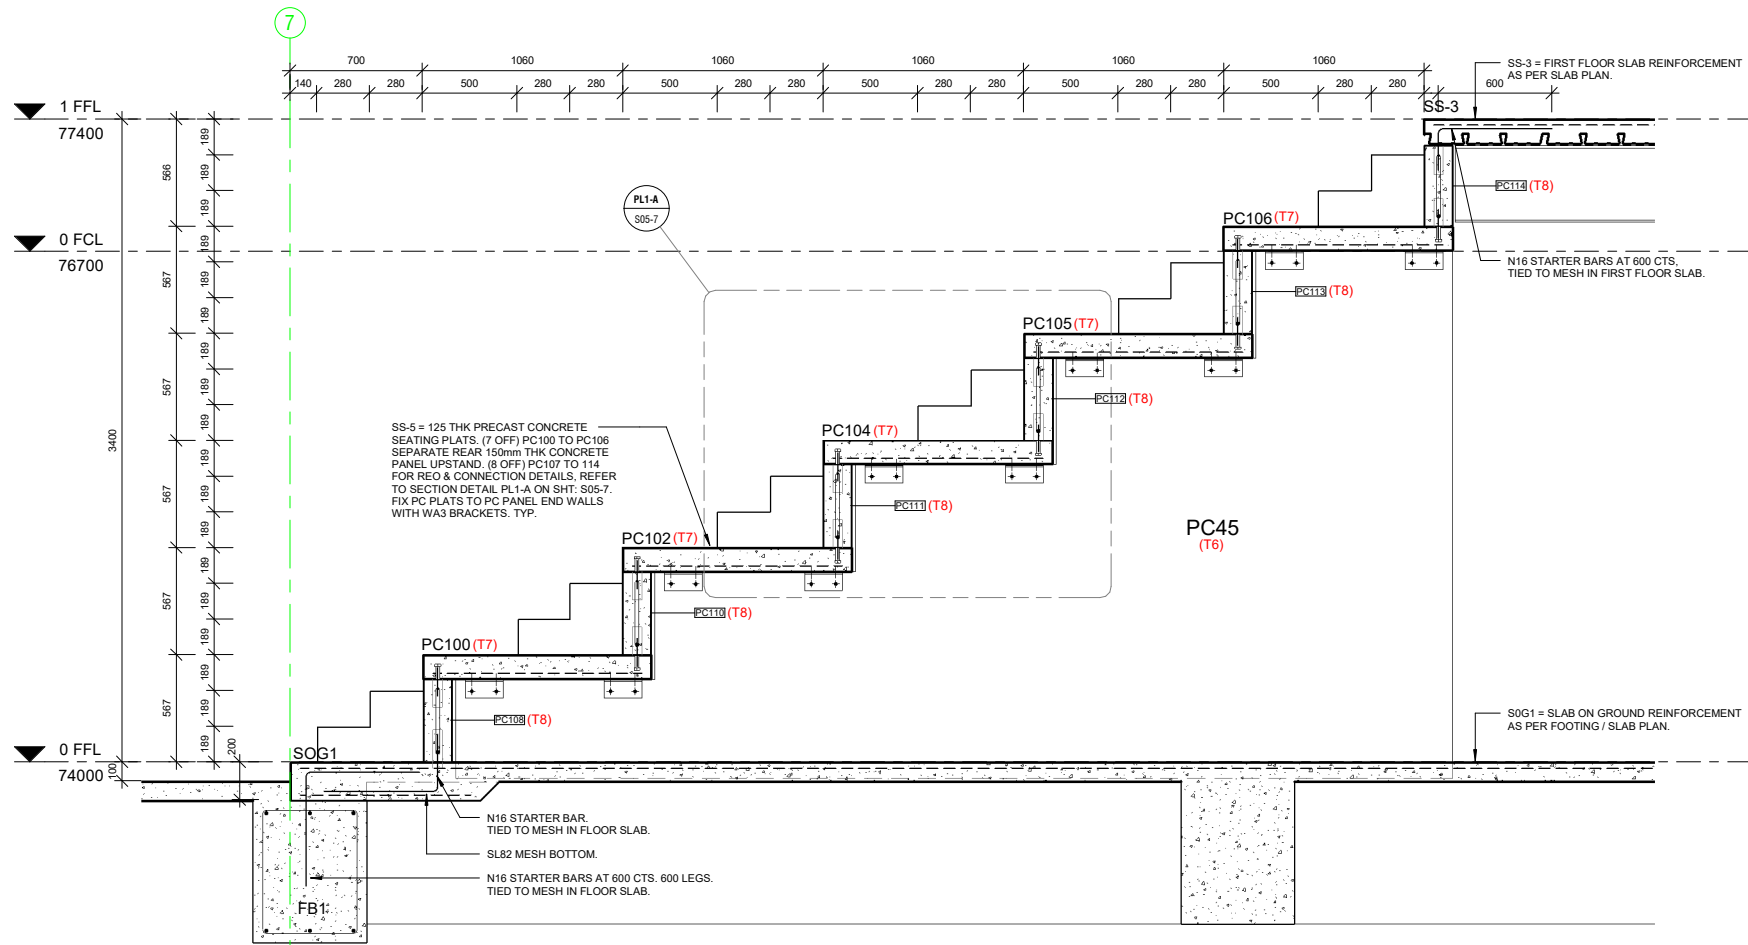 7
700 1060 1060 1060 1060 1060
140 280 280 500 280 280 500 280 280 500 280 280 500 280 280 500 280 280 600
SS-3 = FIRST FLOOR SLAB REINFORCEMENT
AS PER SLAB PLAN.
1 FFL
77400
SS-3
189
189
189
566
PL1-A
S05-7
PC114 (T8)
PC106 (T7)
0 FCL
76700
N16 STARTER BARS AT 600 CTS,
TIED TO MESH IN FIRST FLOOR SLAB.
189
189
189
567
PC113 (T8)
PC105 (T7)
189
189
189
567
PC112 (T8)
3400
SS-5 = 125 THK PRECAST CONCRETE
SEATING PLATS. (7 OFF) PC100 TO PC106
SEPARATE REAR 150mm THK CONCRETE
PANEL UPSTAND. (8 OFF) PC107 TO 114
FOR REO & CONNECTION DETAILS, REFER
TO SECTION DETAIL PL1-A ON SHT: S05-7.
FIX PC PLATS TO PC PANEL END WALLS
WITH WA3 BRACKETS. TYP.
PC104 (T7)
189
189
189
567
PC111 (T8)
PC45
(T6)
PC102 (T7)
189
189
189
567
PC110 (T8)
PC100 (T7)
189
189
189
567
PC108 (T8)
S0G1 = SLAB ON GROUND REINFORCEMENT
AS PER FOOTING / SLAB PLAN.
0 FFL
74000
100
200
SOG1
N16 STARTER BAR.
TIED TO MESH IN FLOOR SLAB.
SL82 MESH BOTTOM.
N16 STARTER BARS AT 600 CTS. 600 LEGS.
TIED TO MESH IN FLOOR SLAB.
FB1